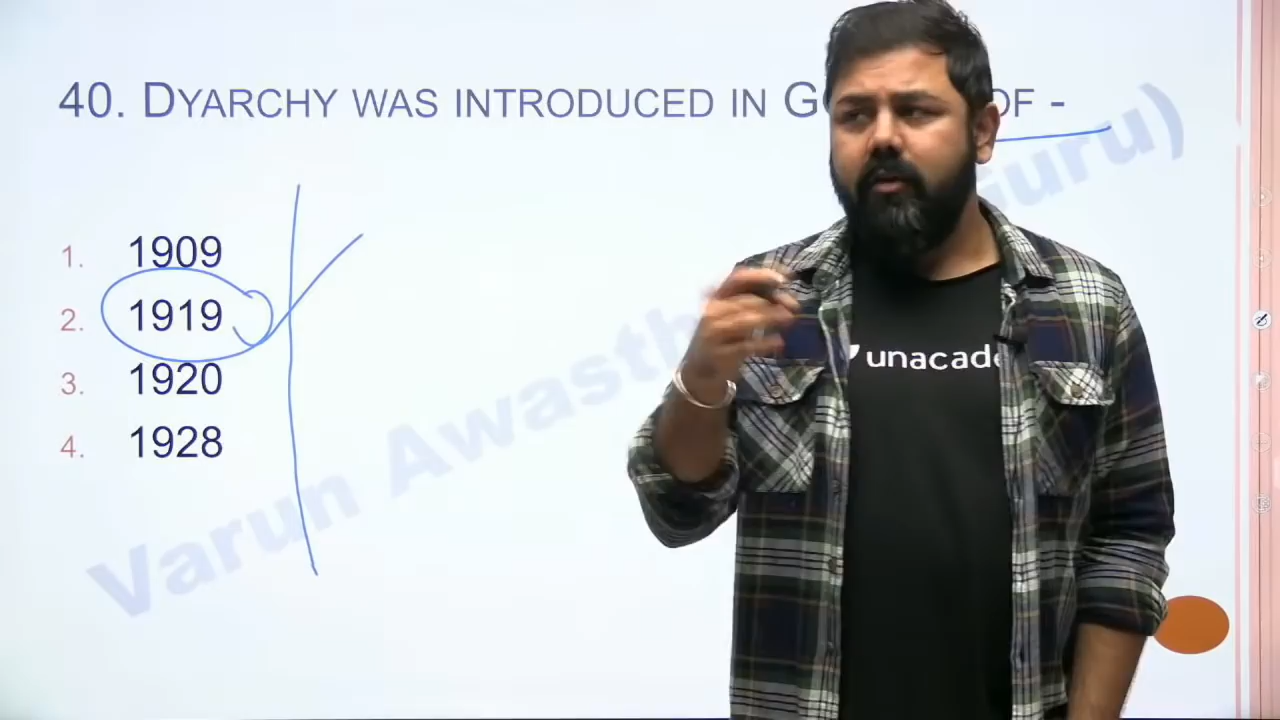 40. DYARCHY WAS INTRODUCED IN G OF -
1. 1909
2. 1919
3. 1920
4. 1928
Varun Awasth
unacade